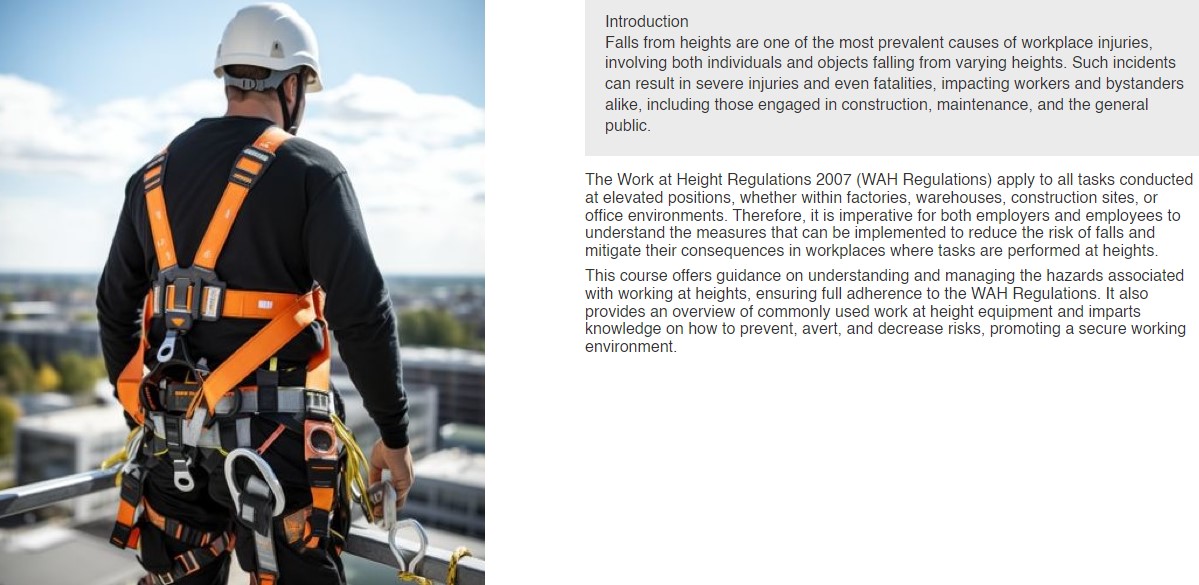 Introduction
Falls from heights are one of the most prevalent causes of workplace injuries,
involving both individuals and objects falling from varying heights. Such incidents
can result in severe injuries and even fatalities, impacting workers and bystanders
alike, including those engaged in construction, maintenance, and the general
public.
The Work at Height Regulations 2007 (WAH Regulations) apply to all tasks conducted
at elevated positions, whether within factories, warehouses, construction sites, or
office environments. Therefore, it is imperative for both employers and employees to
understand the measures that can be implemented to reduce the risk of falls and
mitigate their consequences in workplaces where tasks are performed at heights.
This course offers guidance on understanding and managing the hazards associated
with working at heights, ensuring full adherence to the WAH Regulations. It also
provides an overview of commonly used work at height equipment and imparts
knowledge on how to prevent, avert, and decrease risks, promoting a secure working
environment.